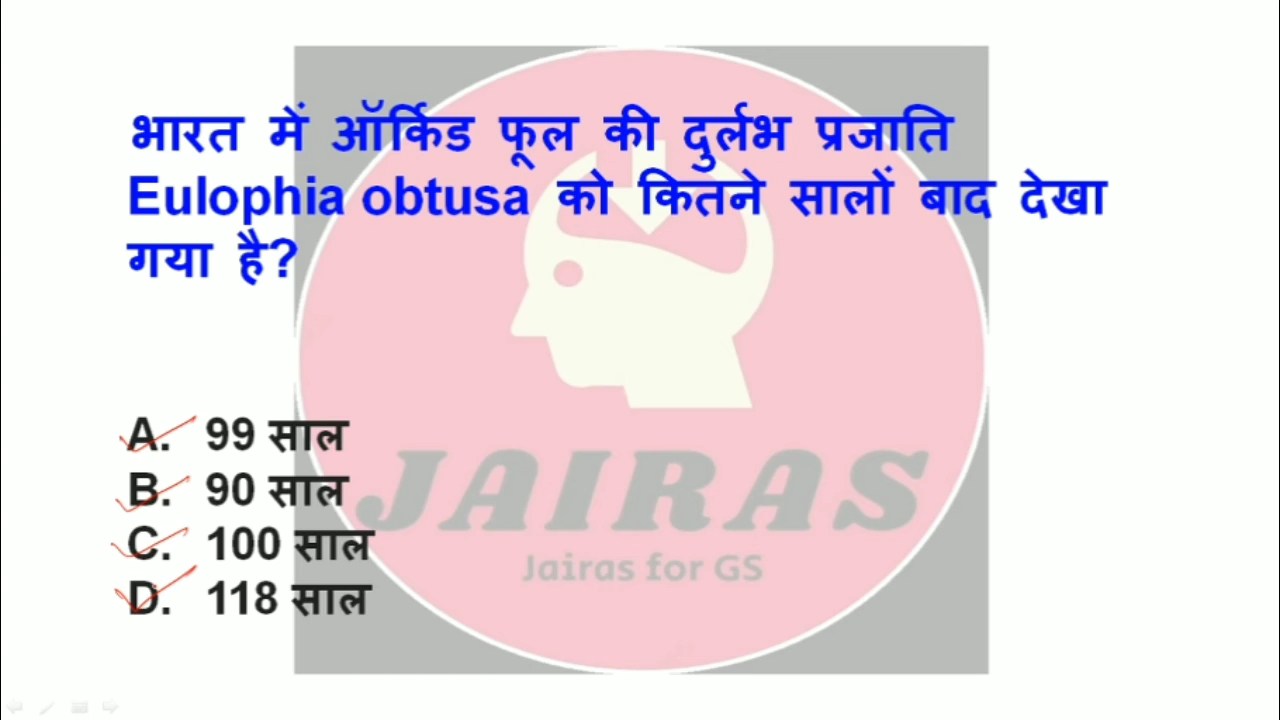 भारत में ऑर्किड फूल की दुर्लभ प्रजाति
Eulophia obtusa को कितने सालों बाद देखा
गया है?
A. 99 साल
B. 90 साल
C. 100 साल
D. 118 साल
JAIRAS
Jairas for GS